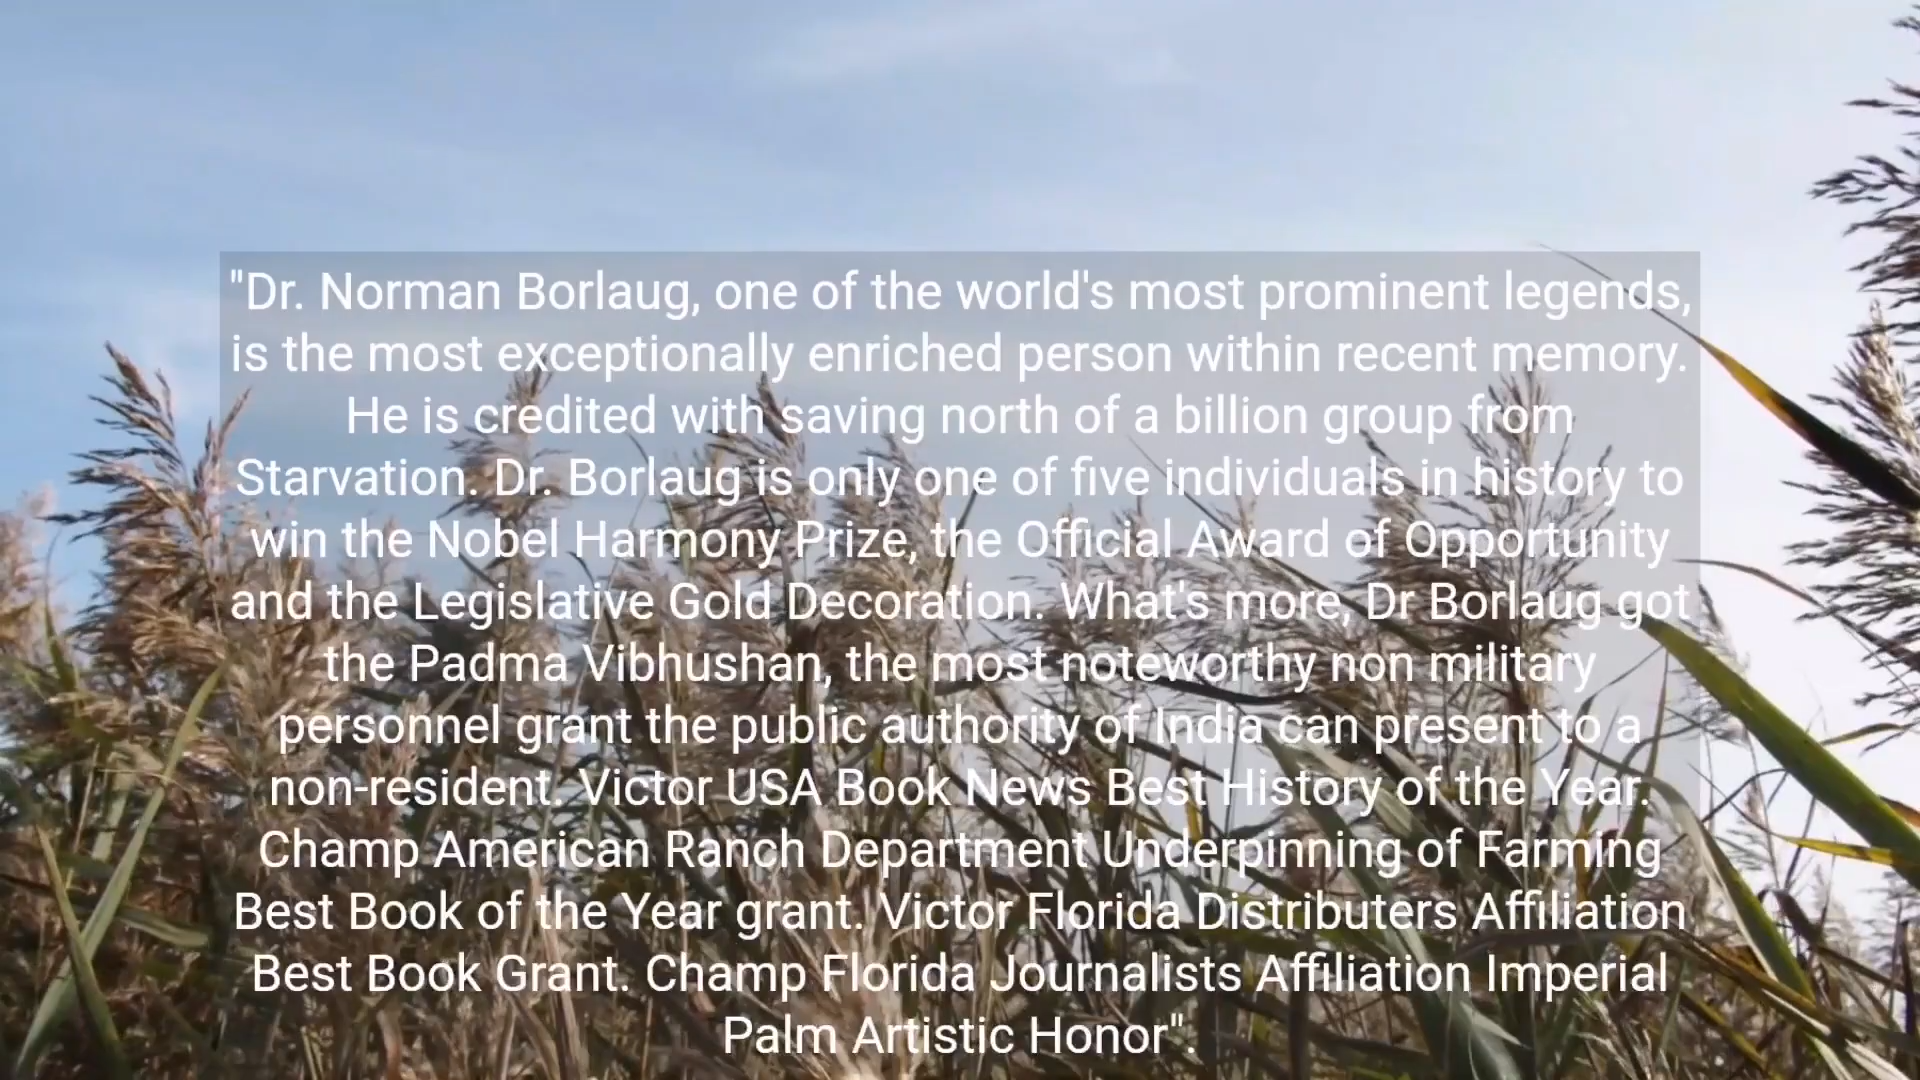 "Dr. Norman Borlaug, one of the world's most prominent legends,
is the most exceptionally enriched person within recent memory.
He is credited with saving north of a billion group from
Starvation. Dr. Borlaug is only one of five individuals in history to
win the Nobel Harmony Prize, the Official Award of Opportunity
and the Legislative Gold Decoration. What's more, Dr Borlaug got
the Padma Vibhushan, the most noteworthy non military
personnel grant the public authority of India can present to a
non-resident. Victor USA Book News Best History of the Year.
Champ American Ranch Department Underpinning of Farming
Best Book of the Year grant. Victor Florida Distributers Affiliation
Best Book Grant. Champ Florida Journalists Affiliation Imperial
Palm Artistic Honor".